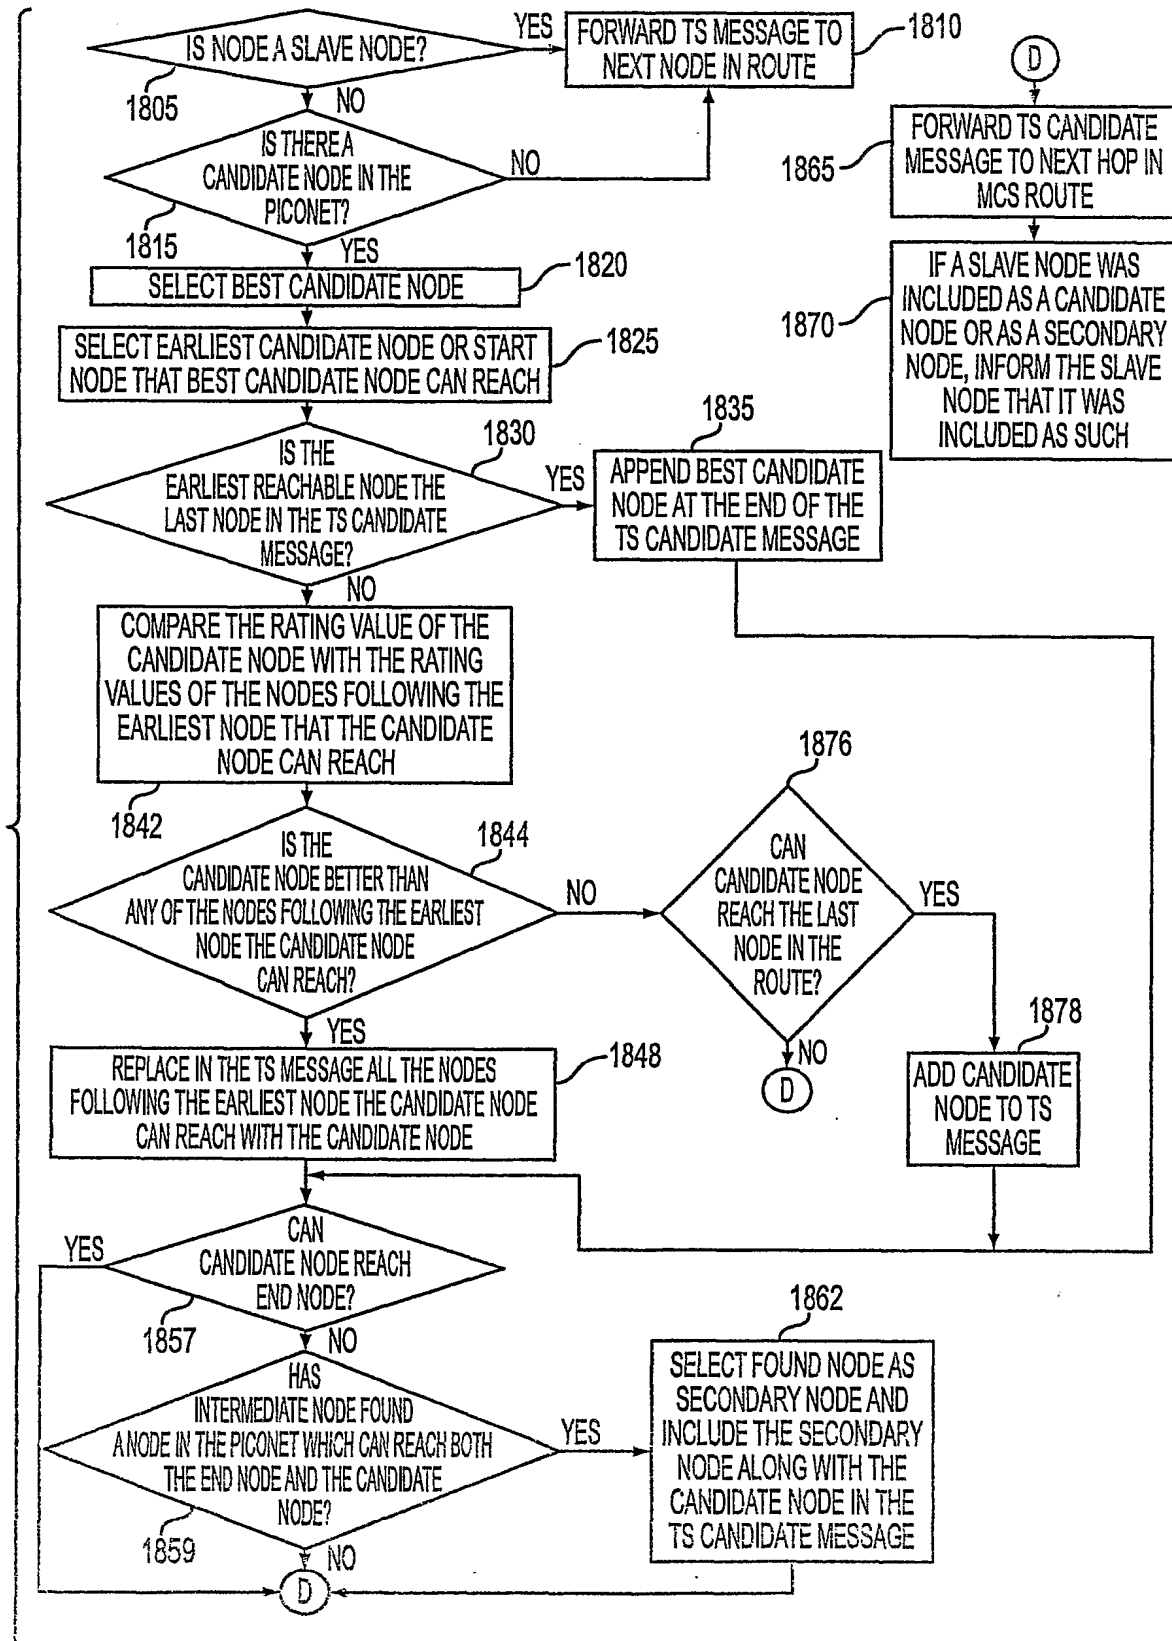 IS NODE A SLAVE NODE?
1805
YES
FORWARD TS MESSAGE TO
NEXT NODE IN ROUTE
1810
NO
IS THERE A
CANDIDATE NODE IN THE
PICONET?
1815
NO
YES
SELECT BEST CANDIDATE NODE
1820
SELECT EARLIEST CANDIDATE NODE OR START
NODE THAT BEST CANDIDATE NODE CAN REACH
1825
IS THE
EARLIEST REACHABLE NODE THE
LAST NODE IN THE TS CANDIDATE
MESSAGE?
1830
YES
APPEND BEST CANDIDATE
NODE AT THE END OF THE
TS CANDIDATE MESSAGE
1835
NO
COMPARE THE RATING VALUE OF THE
CANDIDATE NODE WITH THE RATING
VALUES OF THE NODES FOLLOWING THE
EARLIEST NODE THAT THE CANDIDATE
NODE CAN REACH
1842
IS THE
CANDIDATE NODE BETTER THAN
ANY OF THE NODES FOLLOWING THE EARLIEST
NODE THE CANDIDATE NODE
CAN REACH?
1844
NO
CAN
CANDIDATE NODE
REACH THE LAST
NODE IN THE
ROUTE?
1876
YES
NO
D
ADD CANDIDATE
NODE TO TS
MESSAGE
1878
YES
REPLACE IN THE TS MESSAGE ALL THE NODES
FOLLOWING THE EARLIEST NODE THE CANDIDATE NODE
CAN REACH WITH THE CANDIDATE NODE
1848
CAN
CANDIDATE NODE REACH
END NODE?
1857
YES
NO
HAS
INTERMEDIATE NODE FOUND
A NODE IN THE PICONET WHICH CAN REACH BOTH
THE END NODE AND THE CANDIDATE
NODE?
1859
YES
SELECT FOUND NODE AS
SECONDARY NODE AND
INCLUDE THE SECONDARY
NODE ALONG WITH THE
CANDIDATE NODE IN THE
TS CANDIDATE MESSAGE
1862
NO
D
D
FORWARD TS CANDIDATE
MESSAGE TO NEXT HOP IN
MCS ROUTE
1865
IF A SLAVE NODE WAS
INCLUDED AS A CANDIDATE
NODE OR AS A SECONDARY
NODE, INFORM THE SLAVE
NODE THAT IT WAS
INCLUDED AS SUCH
1870